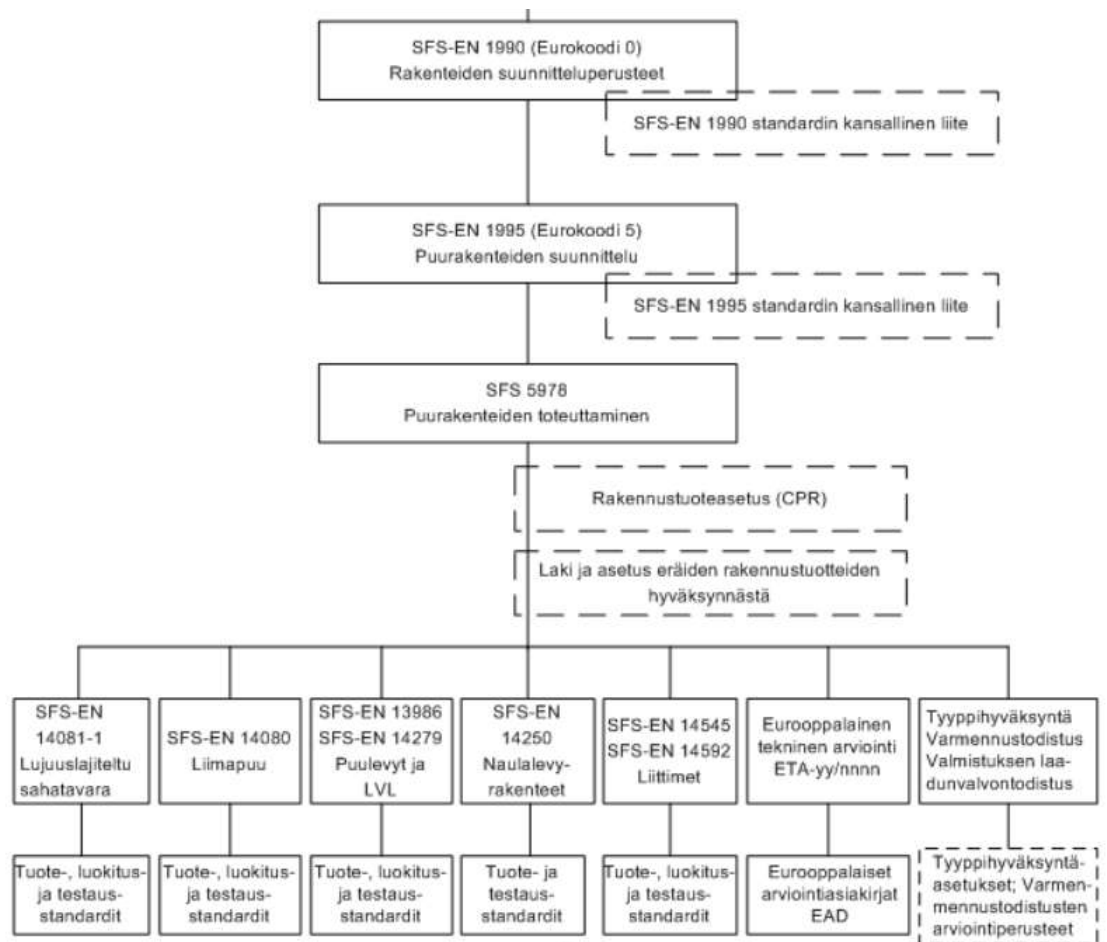 SFS-EN 1990 (Eurokoodi 0)
Rakenteiden suunnitteluperusteet
SFS-EN 1990 standardin kansallinen liite
SFS-EN 1995 (Eurokoodi 5)
Puurakenteiden suunnittelu
SFS-EN 1995 standardin kansallinen liite
SFS 5978
Puurakenteiden toteuttaminen
Rakennustuoteasetus (CPR)
Laki ja asetus eräiden rakennustuotteiden
hyväksynnästä
SFS-EN
14081-1
Lujuuslajiteltu
sahatavara
SFS-EN 14080
Liimapuu
SFS-EN 13986
SFS-EN 14279
Puulevyt ja
LVL
SFS-EN
14250
Naulalevy-
rakenteet
SFS-EN 14545
SFS-EN 14592
Liittimet
Eurooppalainen
tekninen arviointi
ETA-yy/nnnn
Tyyppihyväksyntä
Varmennustodistus
Valmistuksen laa-
dunvalvontodistus
Tuote-, luokitus-
ja testaus-
standardit
Tuote-, luokitus-
ja testaus-
standardit
Tuote-, luokitus-
ja testaus-
standardit
Tuote- ja
testaus-
standardit
Tuote-, luokitus-
ja testaus-
standardit
Eurooppalaiset
arviointiasiakirjat
EAD
Tyyppihyväksyntä-
asetukset; Varmen-
mennustodistusten
arviointiperusteet